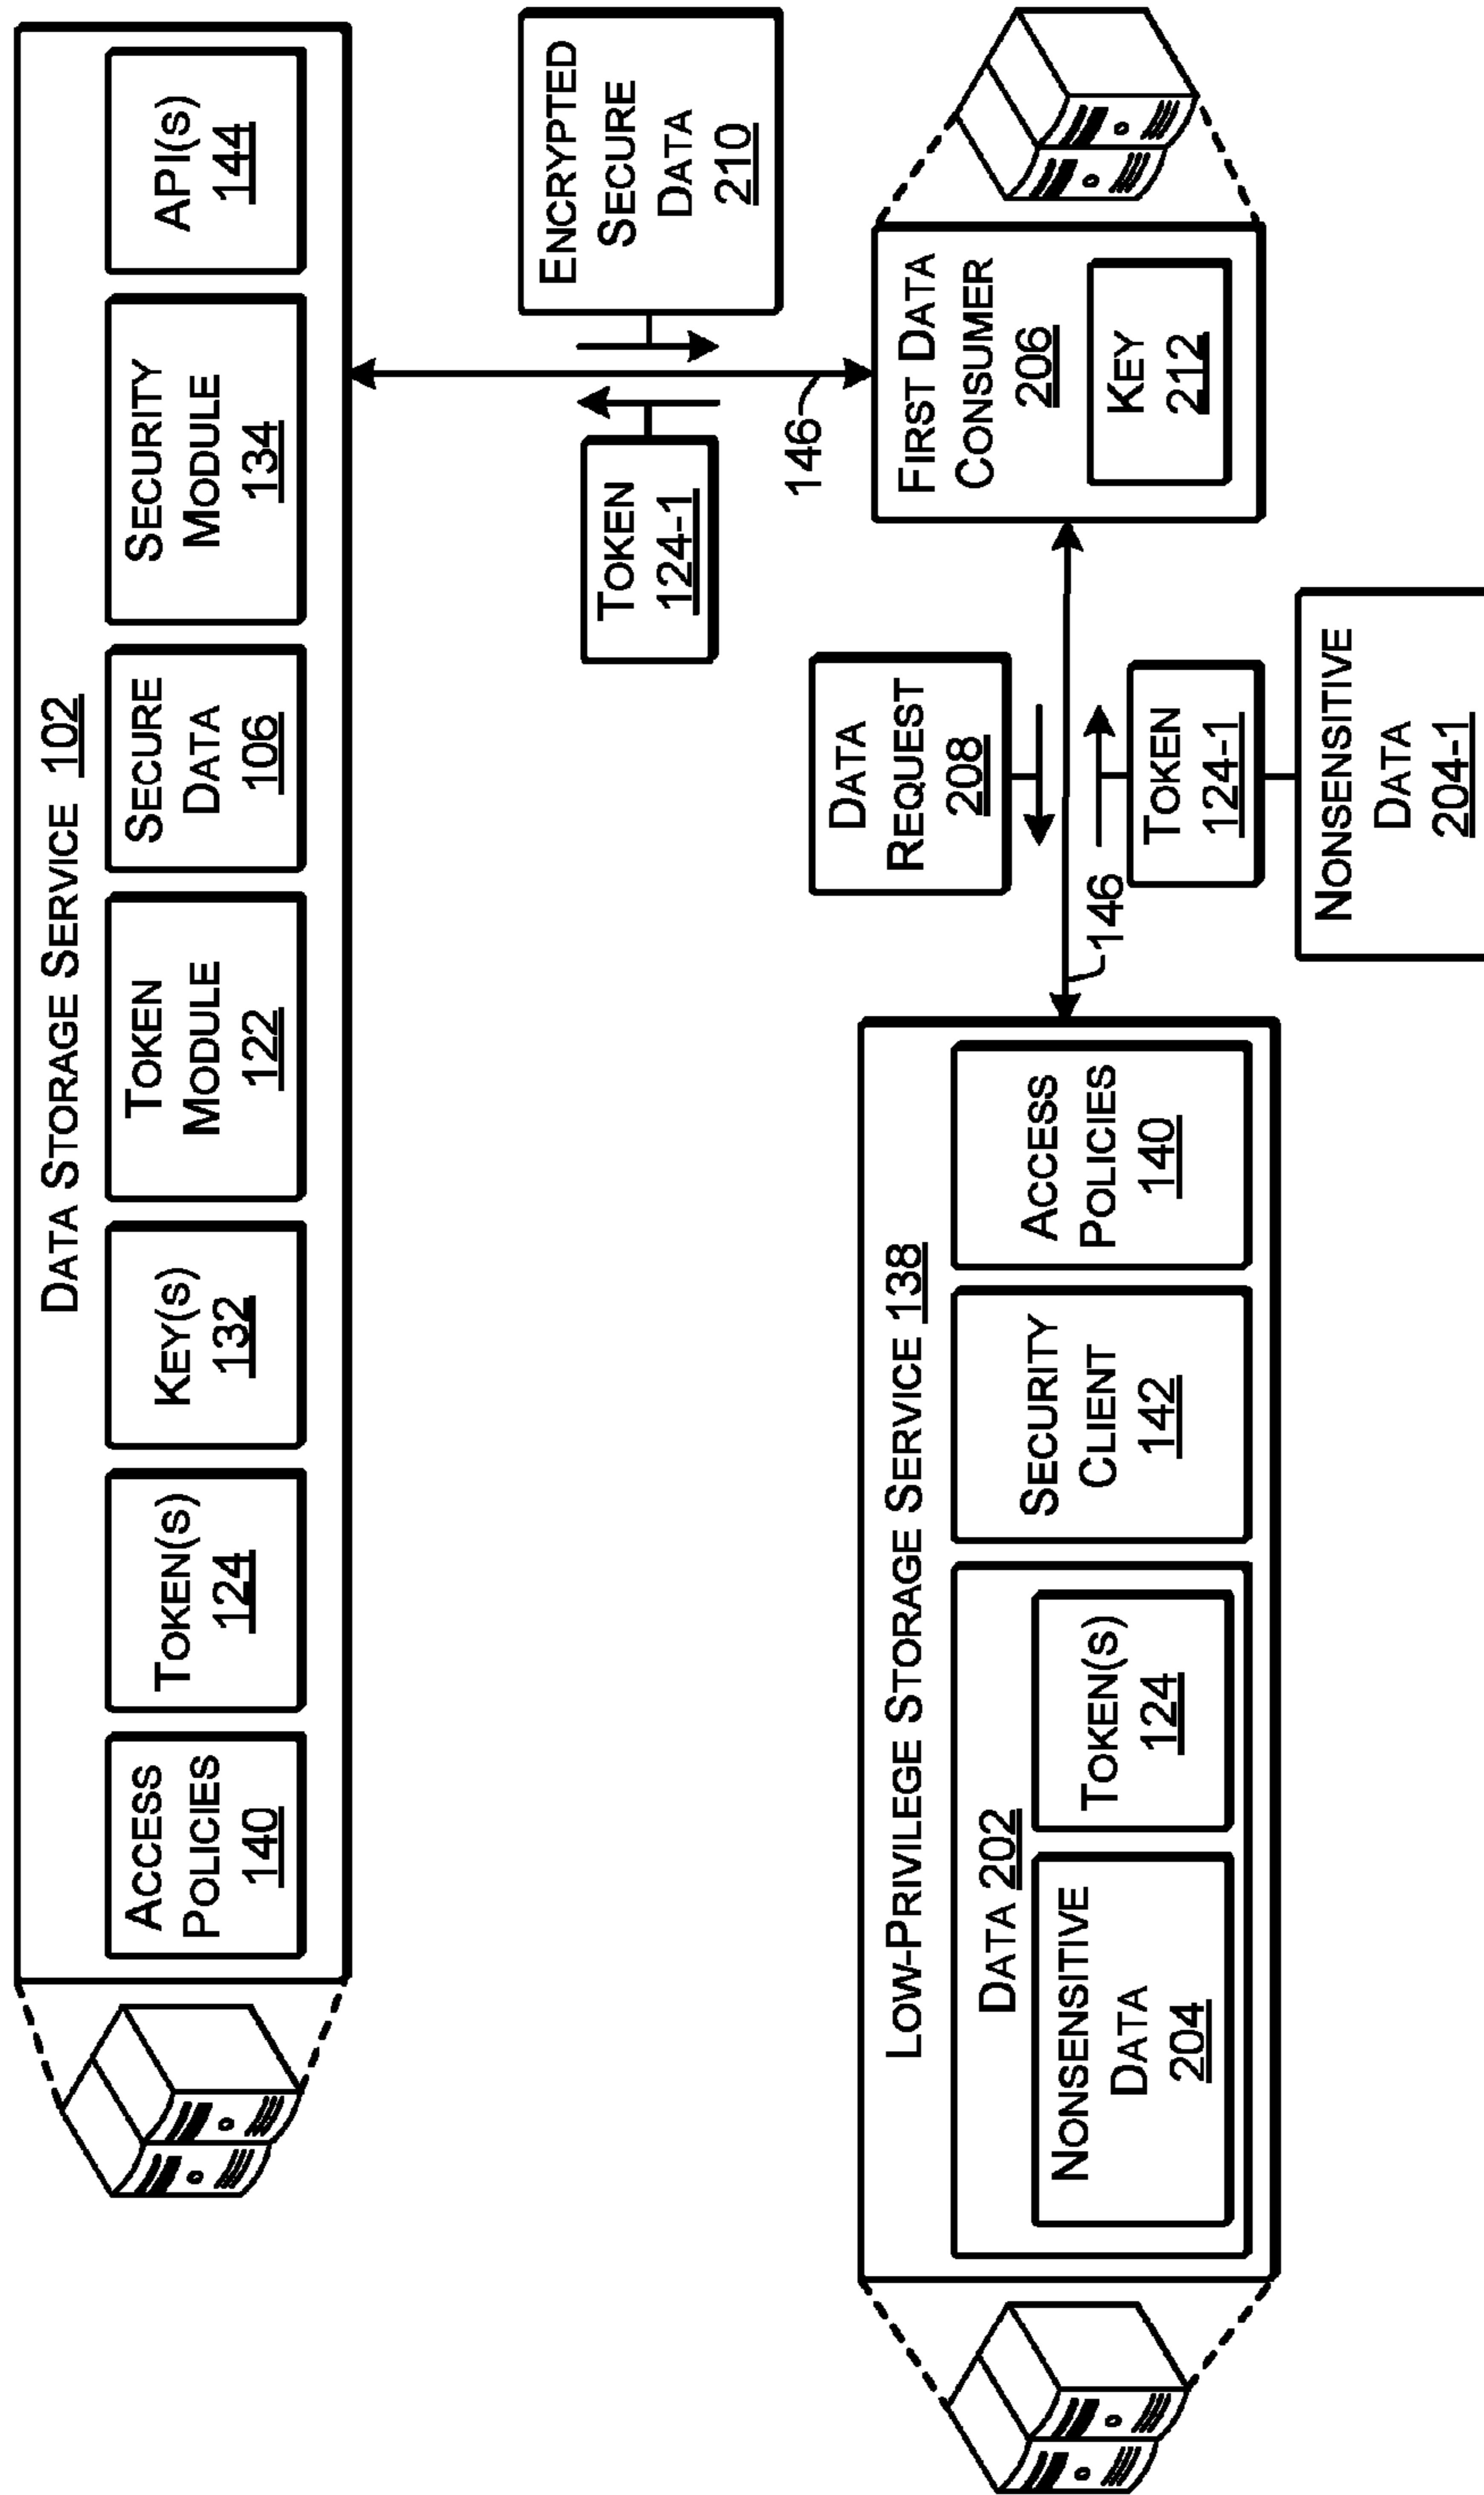 DATA STORAGE SERVICE 102
ACCESS
POLICIES
140
TOKEN(S)
124
KEY(S)
132
TOKEN
MODULE
122
SECURE
DATA
106
SECURITY
MODULE
134
API(S)
144
TOKEN
124-1
ENCRYPTED
SECURE
DATA
210
146
LOW-PRIVILEGE STORAGE SERVICE 138
DATA 202
NONSENSITIVE
DATA
204
TOKEN(S)
124
SECURITY
CLIENT
142
ACCESS
POLICIES
140
DATA
REQUEST
208
146
TOKEN
124-1
NONSENSITIVE
DATA
204-1
FIRST DATA
CONSUMER
206
KEY
212